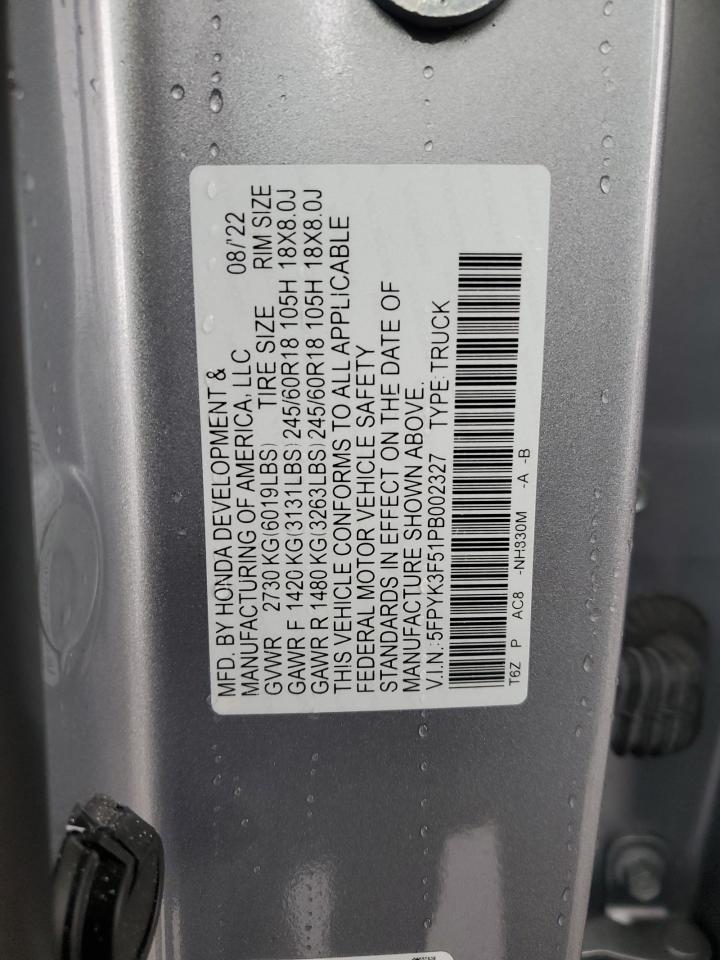 MFD. BY HONDA DEVELOPMENT &
MANUFACTURING OF AMERICA, LLC 08/'22
GVWR 2730 KG(6019LBS) TIRE SIZE RIM SIZE
GAWR F 1420 KG(3131LBS) 245/60R18 105H 18X8.0J
GAWR R 1480 KG(3263LBS) 245/60R18 105H 18X8.0J
THIS VEHICLE CONFORMS TO ALL APPLICABLE
FEDERAL MOTOR VEHICLE SAFETY
STANDARDS IN EFFECT ON THE DATE OF
MANUFACTURE SHOWN ABOVE.
V.I.N.:5FPYK3F51PB002327 TYPE:TRUCK
T6Z P AC8 -NH830M -A -B